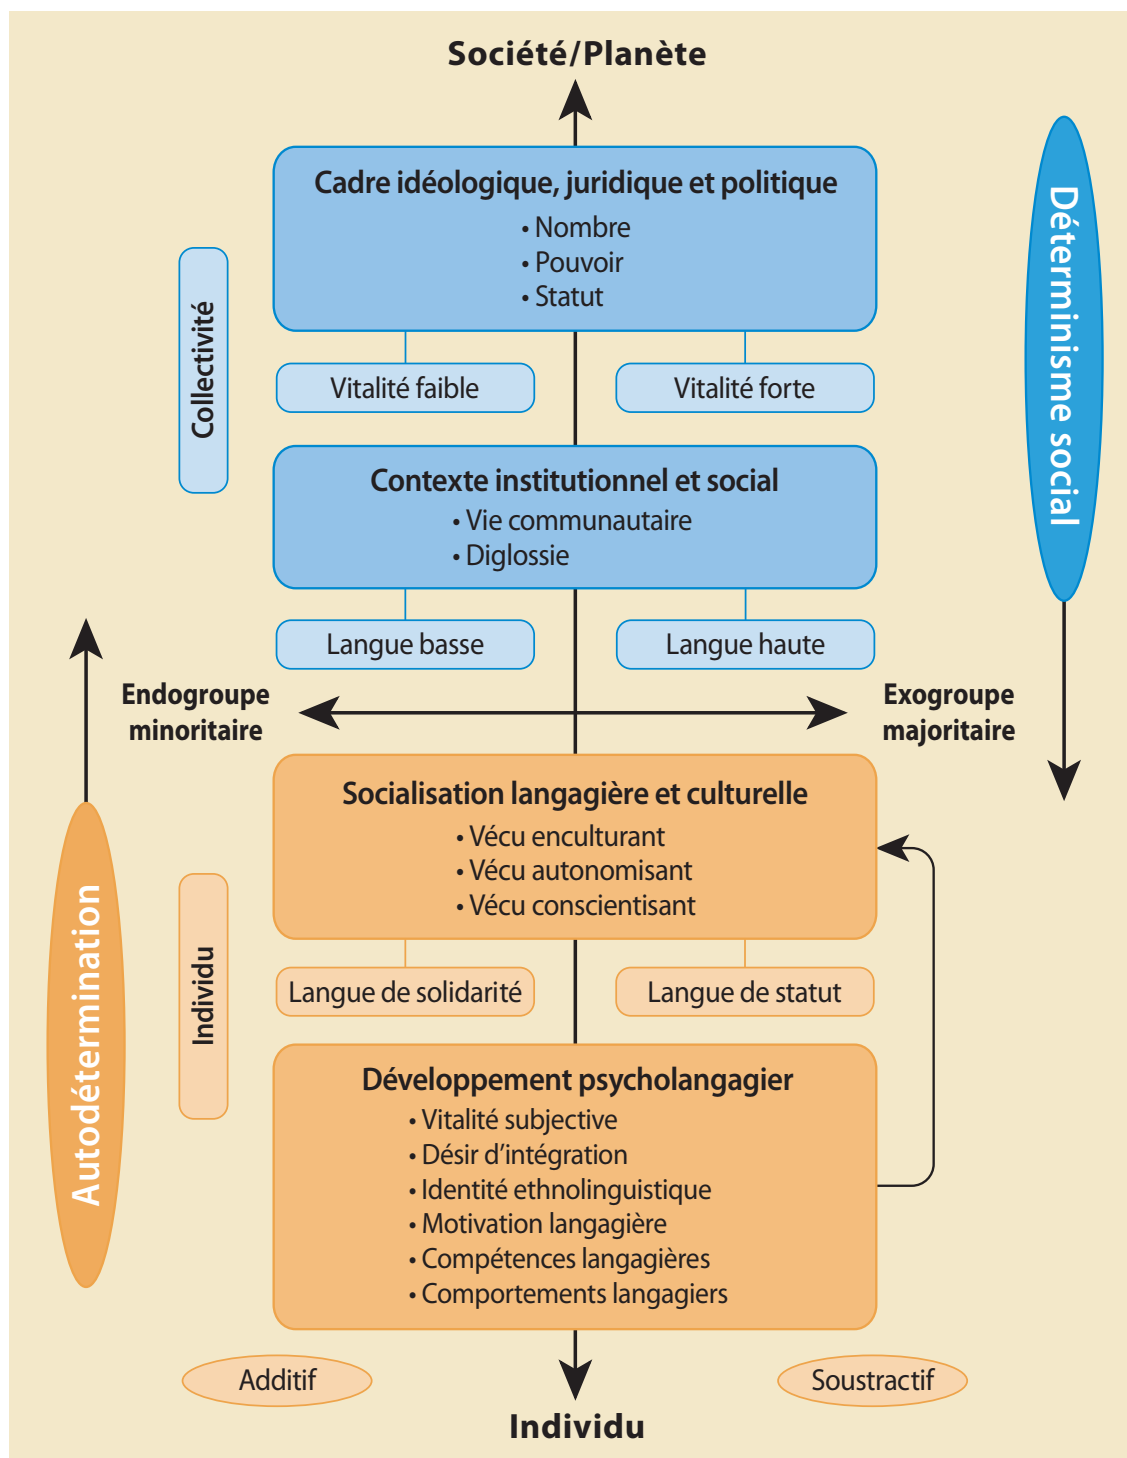 Société/Planète
Cadre idéologique, juridique et politique
• Nombre
• Pouvoir
• Statut
Déterminisme social
Collectivité
Vitalité faible
Vitalité forte
Contexte institutionnel et social
• Vie communautaire
• Diglossie
Langue basse
Langue haute
Endogroupe
minoritaire
Exogroupe
majoritaire
Socialisation langagière et culturelle
• Vécu enculturant
• Vécu autonomisant
• Vécu conscientisant
Autodétermination
Individu
Langue de solidarité
Langue de statut
Développement psycholangagier
• Vitalité subjective
• Désir d’intégration
• Identité ethnolinguistique
• Motivation langagière
• Compétences langagières
• Comportements langagiers
Additif
Soustractif
Individu